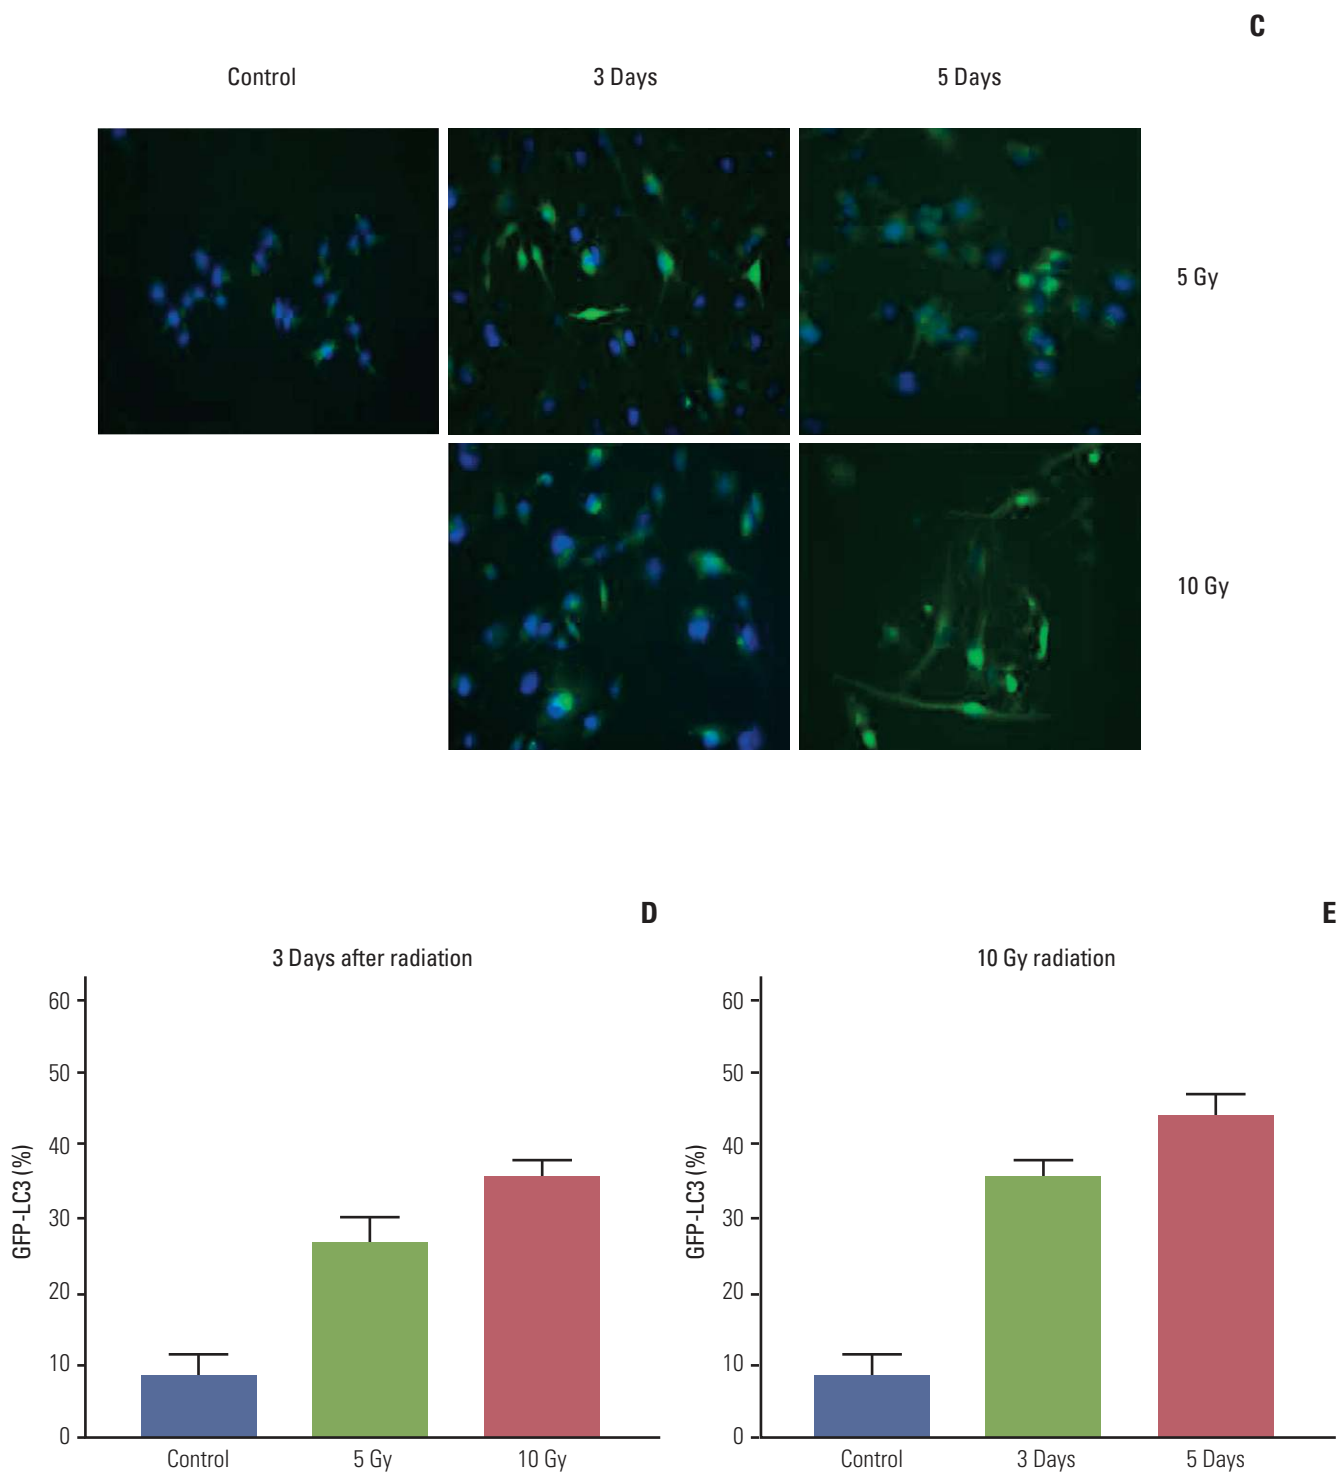 C
Control 3 Days 5 Days
5 Gy
10 Gy
D
3 Days after radiation
60
50
40
30
20
10
0
GFP-LC3 (%)
Control 5 Gy 10 Gy
E
10 Gy radiation
60
50
40
30
20
10
0
GFP-LC3 (%)
Control 3 Days 5 Days